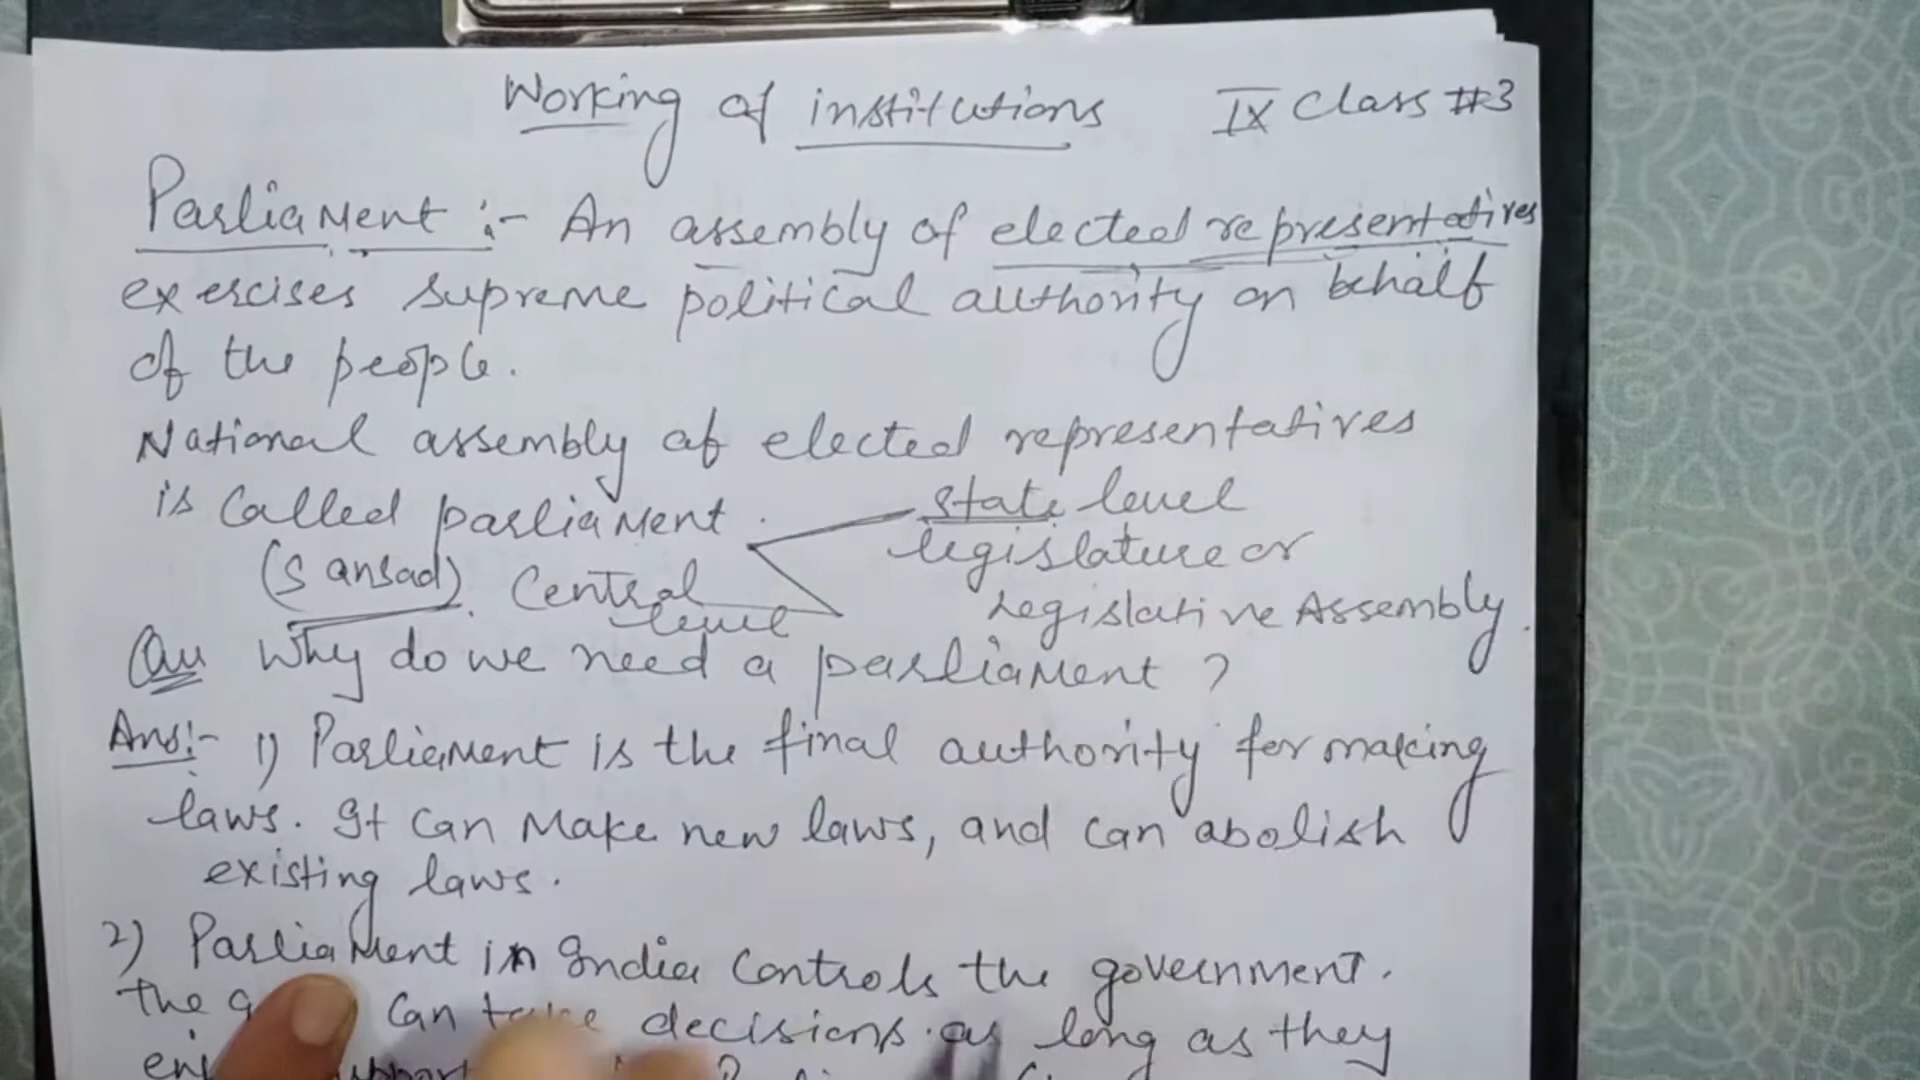 Working of institutions IX Class #3
Parliament :- An assembly of elected representatives
exercises supreme political authority on behalf
of the people.
National assembly of elected representatives
is Called parliament. state level
legislature or
(Sansad). Central level Legislative Assembly.
Qu Why do we need a parliament ?
Ans:- 1) Parliament is the final authority for making
laws. It can Make new laws, and can abolish
existing laws.
2) Parliament in India Controls the government.
the can take decisions. as long as they